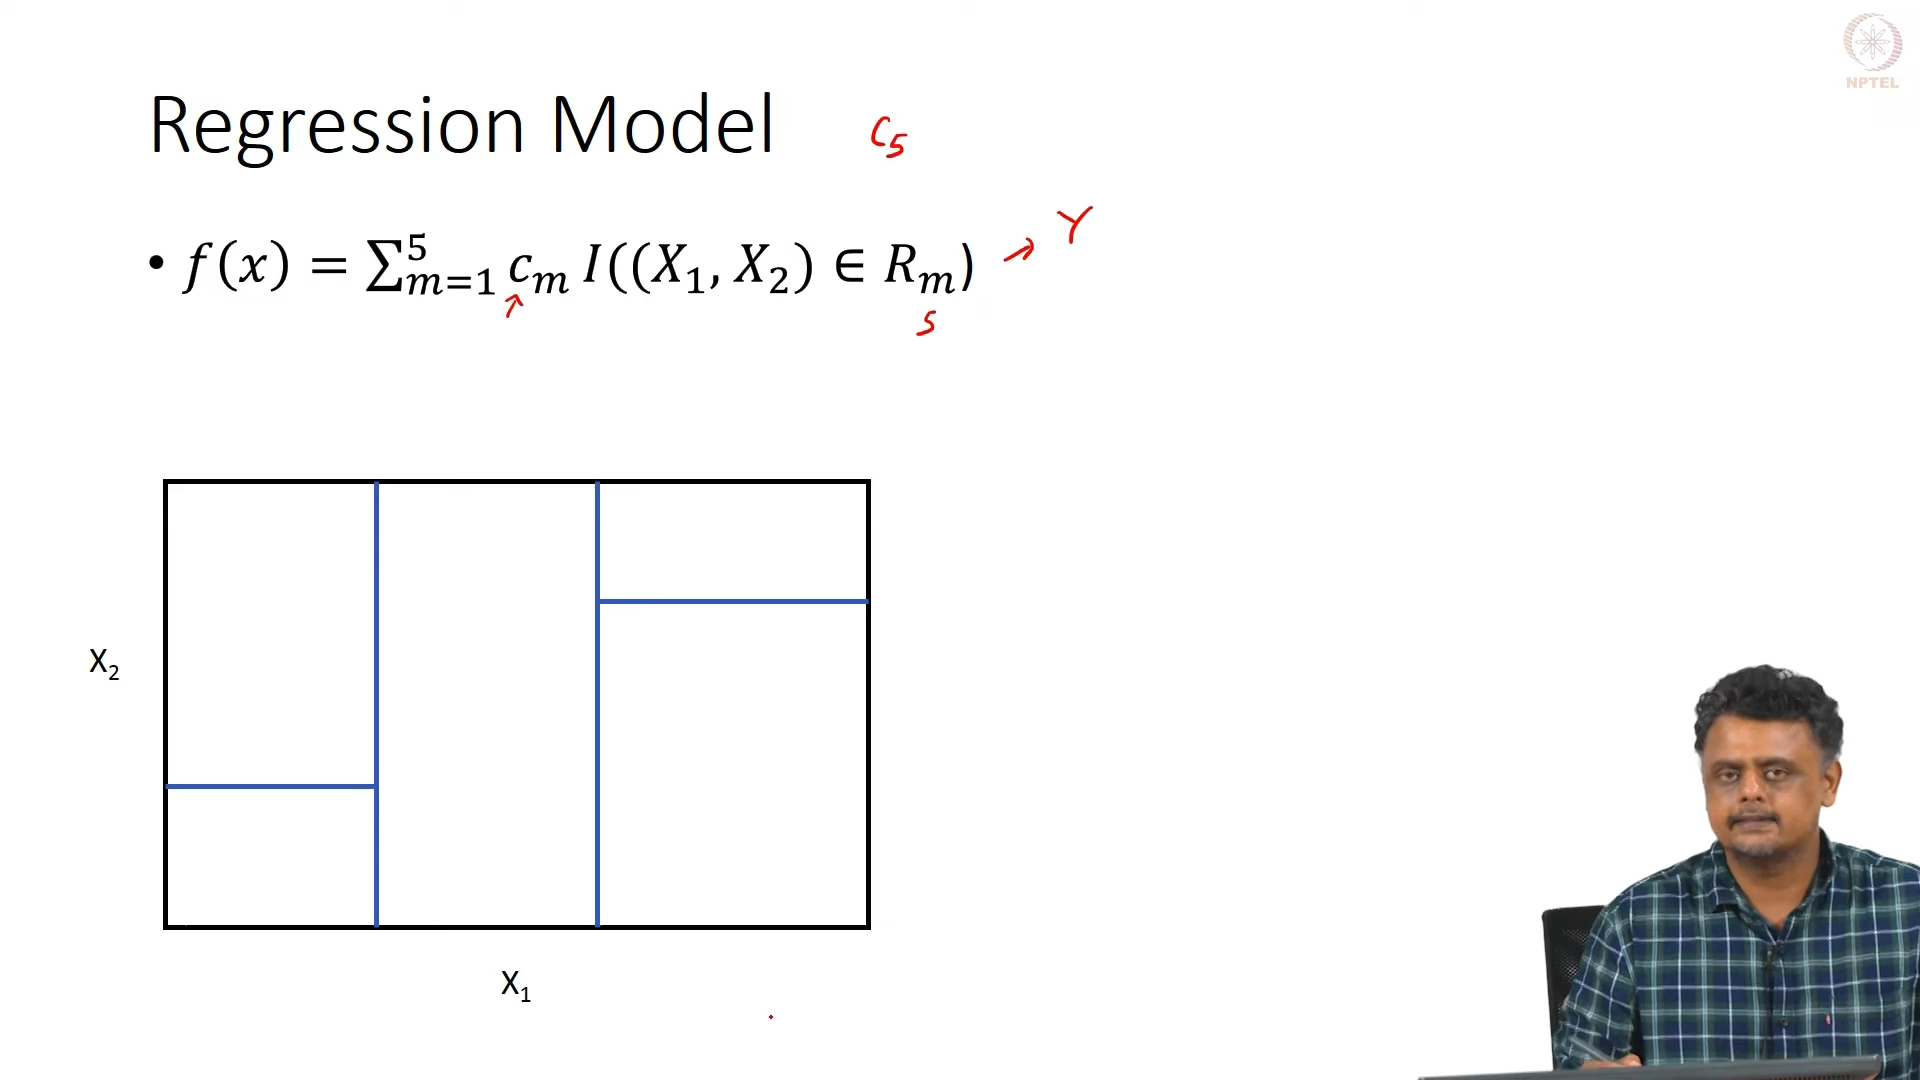 NPTEL
Regression Model C₅
• f(x) = ∑⁵ₘ₌₁ cₘ I((X₁, X₂) ∈ Rₘ) → Y
↑ 5
X₂
X₁